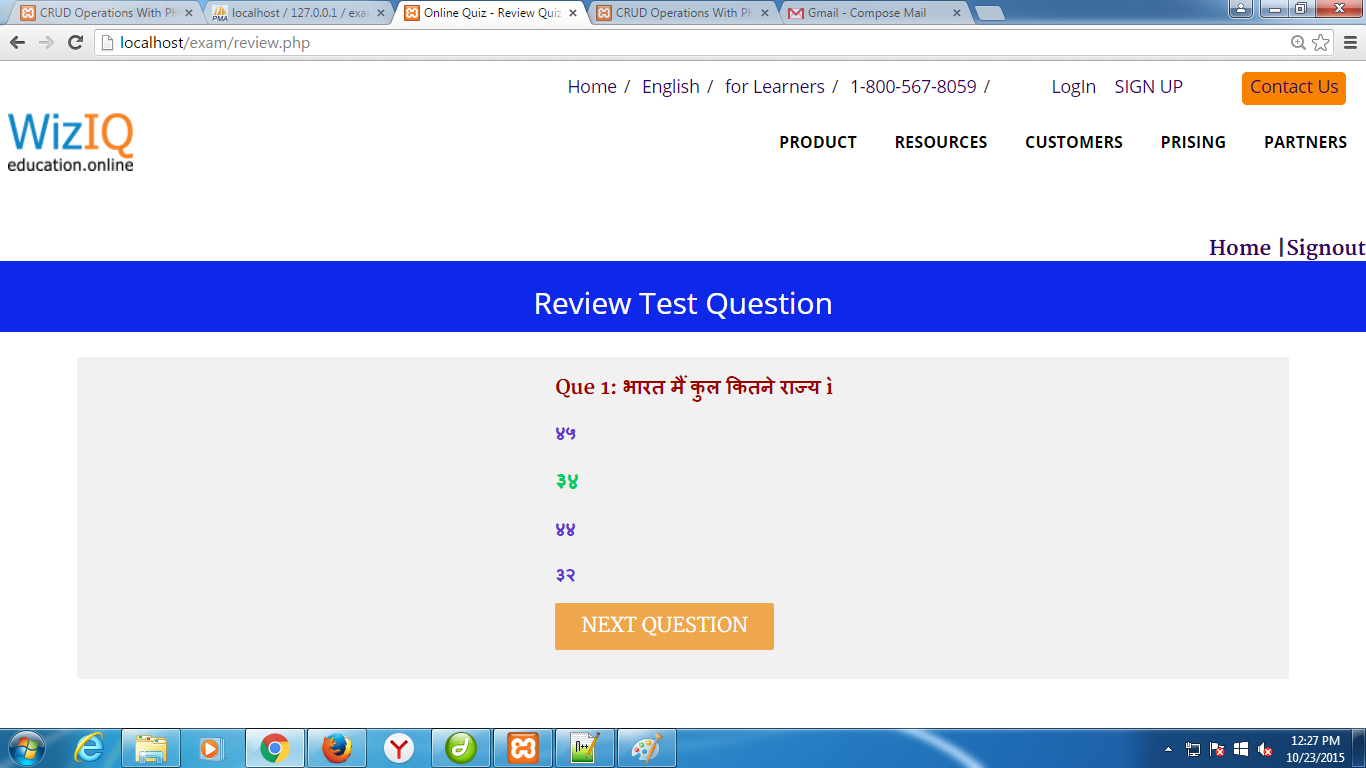 CRUD Operations With PH
localhost / 127.0.0.1 / exa
Online Quiz - Review Quiz
CRUD Operations With PH
Gmail - Compose Mail
localhost/exam/review.php
Home / English / for Learners / 1-800-567-8059 / LogIn SIGN UP Contact Us
WizIQ
education.online
PRODUCT RESOURCES CUSTOMERS PRISING PARTNERS
Home |Signout
Review Test Question
Que 1: भारत मैं कुल कितने राज्य ì
४५
३४
४४
३२
NEXT QUESTION
12:27 PM
10/23/2015